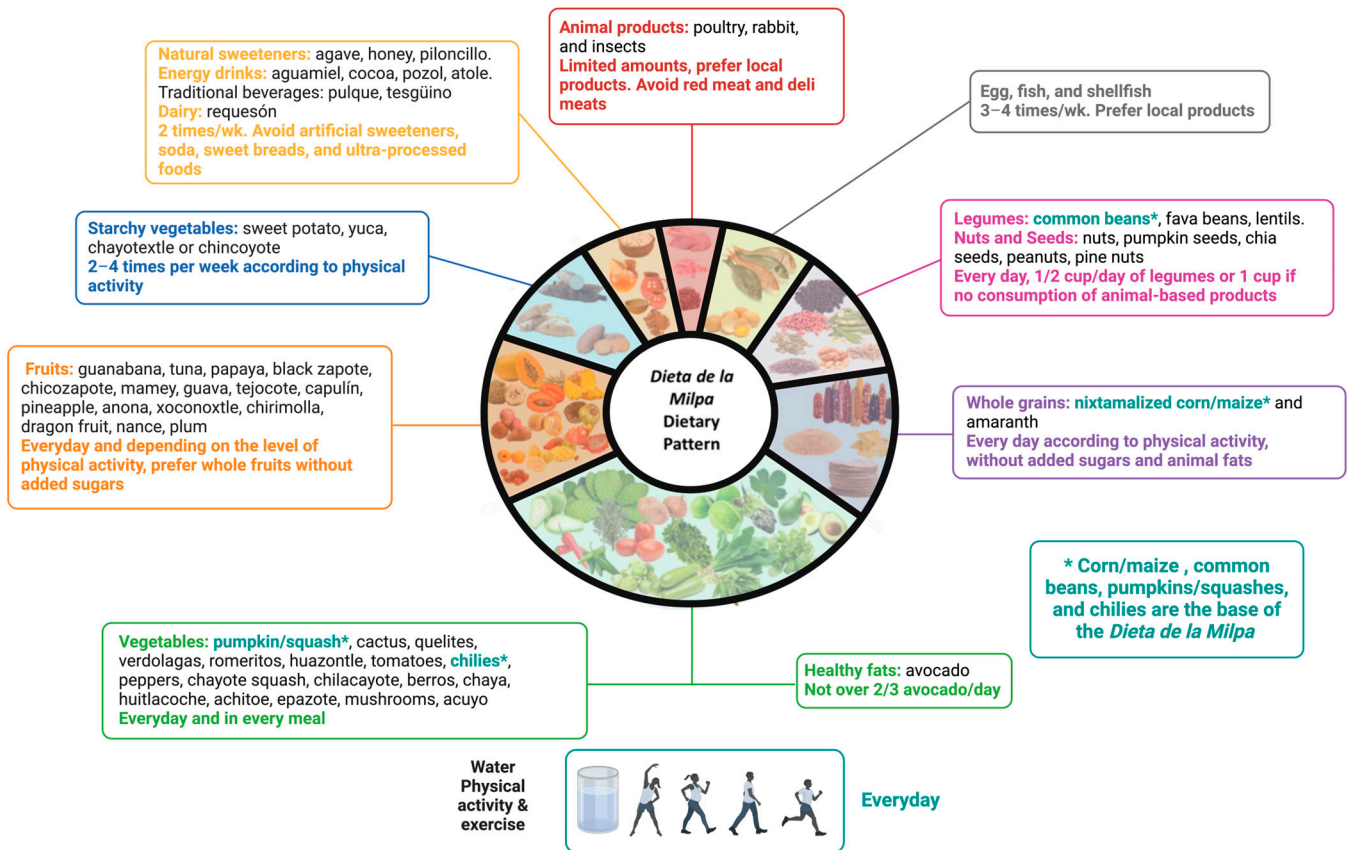 Animal products: poultry, rabbit,
and insects
Limited amounts, prefer local
products. Avoid red meat and deli
meats
Natural sweeteners: agave, honey, piloncillo.
Energy drinks: aguamiel, cocoa, pozol, atole.
Traditional beverages: pulque, tesgüino
Dairy: requesón
2 times/wk. Avoid artificial sweeteners,
soda, sweet breads, and ultra-processed
foods
Egg, fish, and shellfish
3–4 times/wk. Prefer local products
Starchy vegetables: sweet potato, yuca,
chayotextle or chincoyote
2–4 times per week according to physical
activity
Legumes: common beans*, fava beans, lentils.
Nuts and Seeds: nuts, pumpkin seeds, chia
seeds, peanuts, pine nuts
Every day, 1/2 cup/day of legumes or 1 cup if
no consumption of animal-based products
Fruits: guanabana, tuna, papaya, black zapote,
chicozapote, mamey, guava, tejocote, capulín,
pineapple, anona, xoconoxtle, chirimolla,
dragon fruit, nance, plum
Everyday and depending on the level of
physical activity, prefer whole fruits without
added sugars
Dieta de la
Milpa
Dietary
Pattern
Whole grains: nixtamalized corn/maize* and
amaranth
Every day according to physical activity,
without added sugars and animal fats
* Corn/maize , common
beans, pumpkins/squashes,
and chilies are the base of
the Dieta de la Milpa
Vegetables: pumpkin/squash*, cactus, quelites,
verdolagas, romeritos, huazontle, tomatoes, chilies*,
peppers, chayote squash, chilacayote, berros, chaya,
huitlacoche, achitoe, epazote, mushrooms, acuyo
Everyday and in every meal
Healthy fats: avocado
Not over 2/3 avocado/day
Water
Physical
activity &
exercise
Everyday